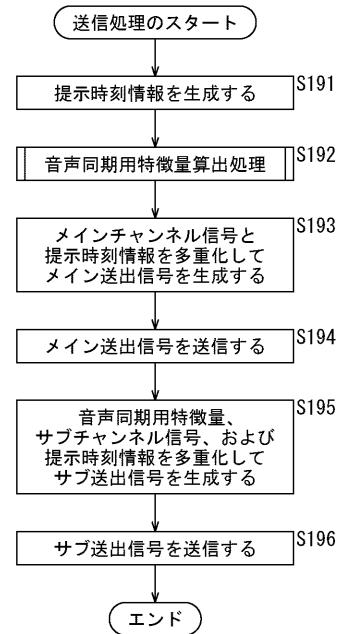 送信処理のスタート
提示時刻情報を生成する
S191
音声同期用特徴量算出処理
S192
メインチャンネル信号と
提示時刻情報を多重化して
メイン送出信号を生成する
S193
メイン送出信号を送信する
S194
音声同期用特徴量、
サブチャンネル信号、および
提示時刻情報を多重化して
サブ送出信号を生成する
S195
サブ送出信号を送信する
S196
エンド